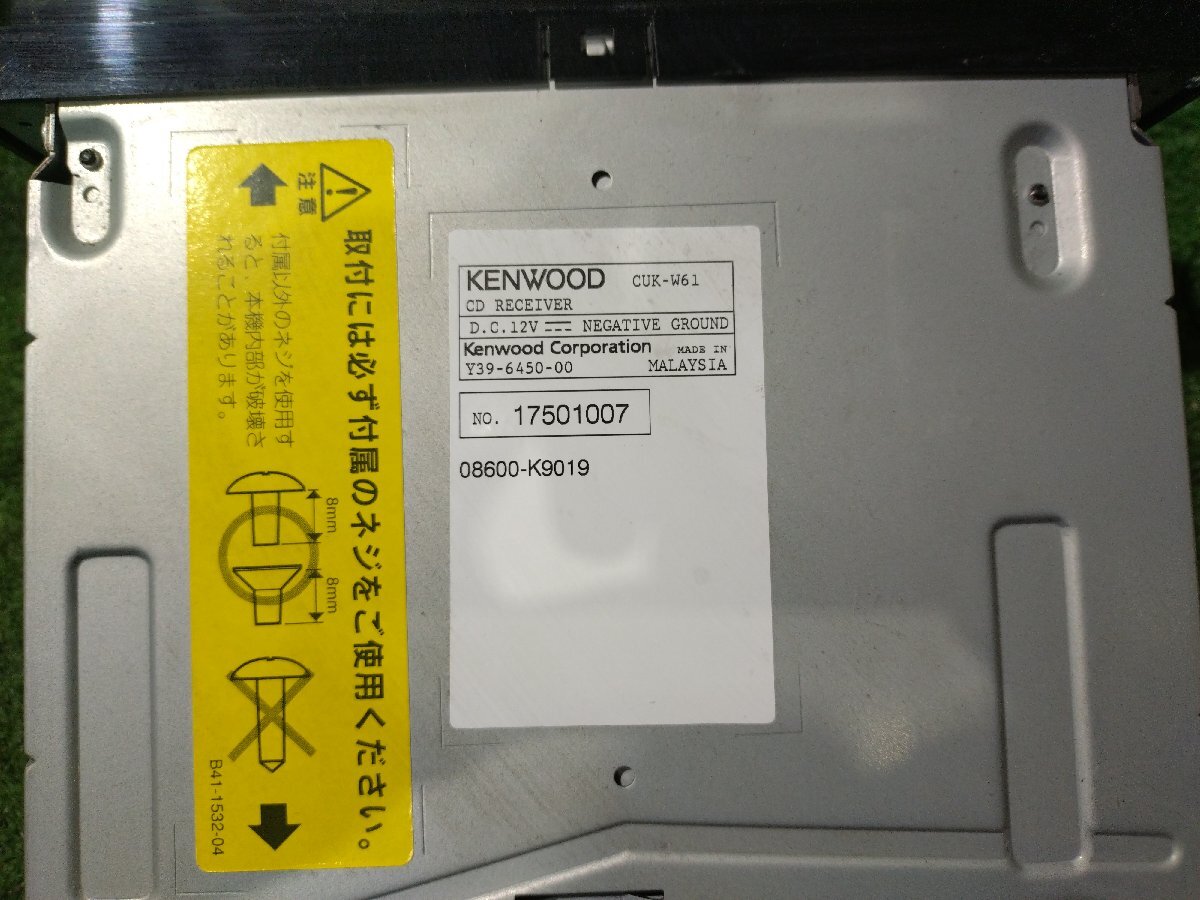 KENWOOD CUK-W61
CD RECEIVER
D.C.12V NEGATIVE GROUND
Kenwood Corporation MADE IN
Y39-6450-00 MALAYSIA
NO. 17501007
08600-K9019
注意
取付には必ず付属のネジをご使用ください。
付属以外のネジを使用す
ると、本機内部が破壊さ
れることがあります。
8mm
8mm
B41-1532-04